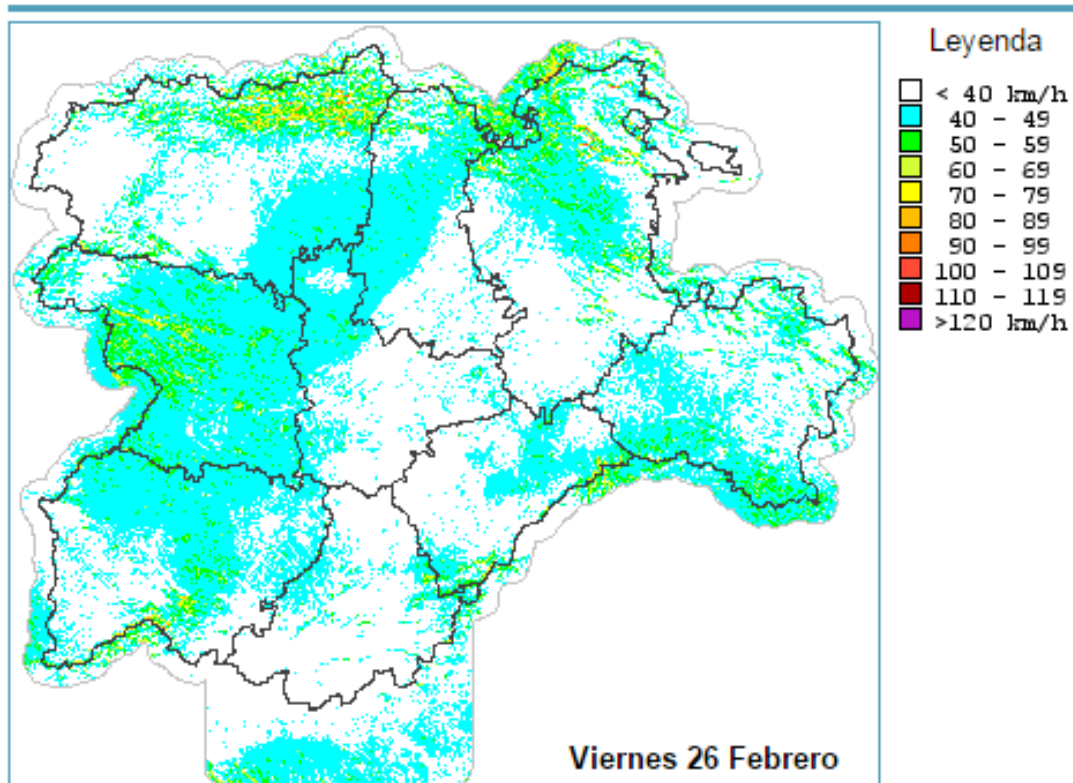 Leyenda
< 40 km/h
40 - 49
50 - 59
60 - 69
70 - 79
80 - 89
90 - 99
100 - 109
110 - 119
>120 km/h
Viernes 26 Febrero